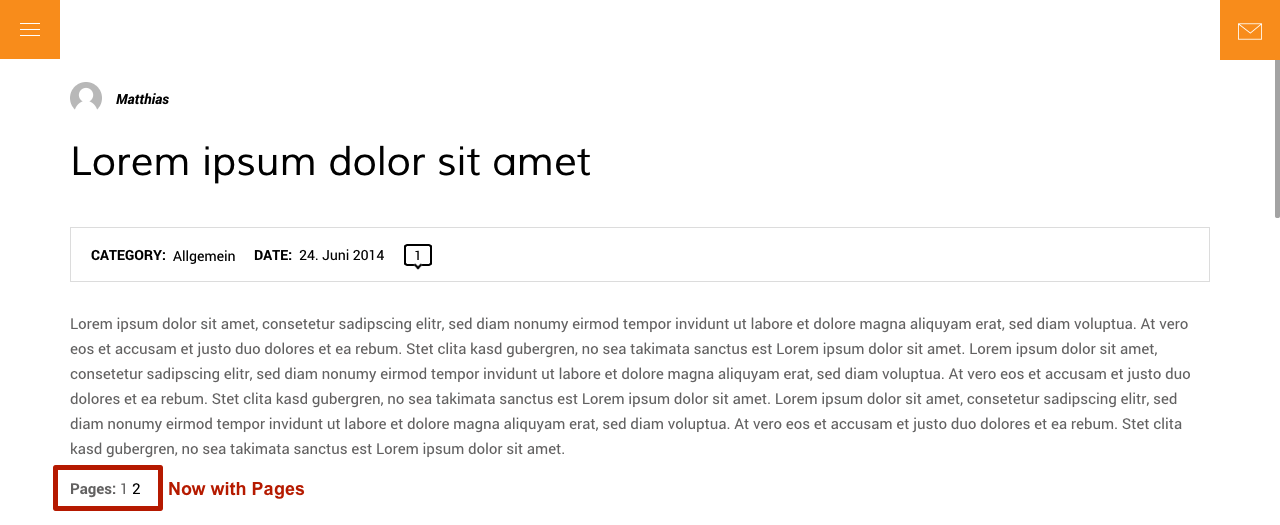 Matthias
Lorem ipsum dolor sit amet
CATEGORY: Allgemein DATE: 24. Juni 2014 1
Lorem ipsum dolor sit amet, consetetur sadipscing elitr, sed diam nonumy eirmod tempor invidunt ut labore et dolore magna aliquyam erat, sed diam voluptua. At vero
eos et accusam et justo duo dolores et ea rebum. Stet clita kasd gubergren, no sea takimata sanctus est Lorem ipsum dolor sit amet. Lorem ipsum dolor sit amet,
consetetur sadipscing elitr, sed diam nonumy eirmod tempor invidunt ut labore et dolore magna aliquyam erat, sed diam voluptua. At vero eos et accusam et justo duo
dolores et ea rebum. Stet clita kasd gubergren, no sea takimata sanctus est Lorem ipsum dolor sit amet. Lorem ipsum dolor sit amet, consetetur sadipscing elitr, sed
diam nonumy eirmod tempor invidunt ut labore et dolore magna aliquyam erat, sed diam voluptua. At vero eos et accusam et justo duo dolores et ea rebum. Stet clita
kasd gubergren, no sea takimata sanctus est Lorem ipsum dolor sit amet.
Pages: 1 2 Now with Pages